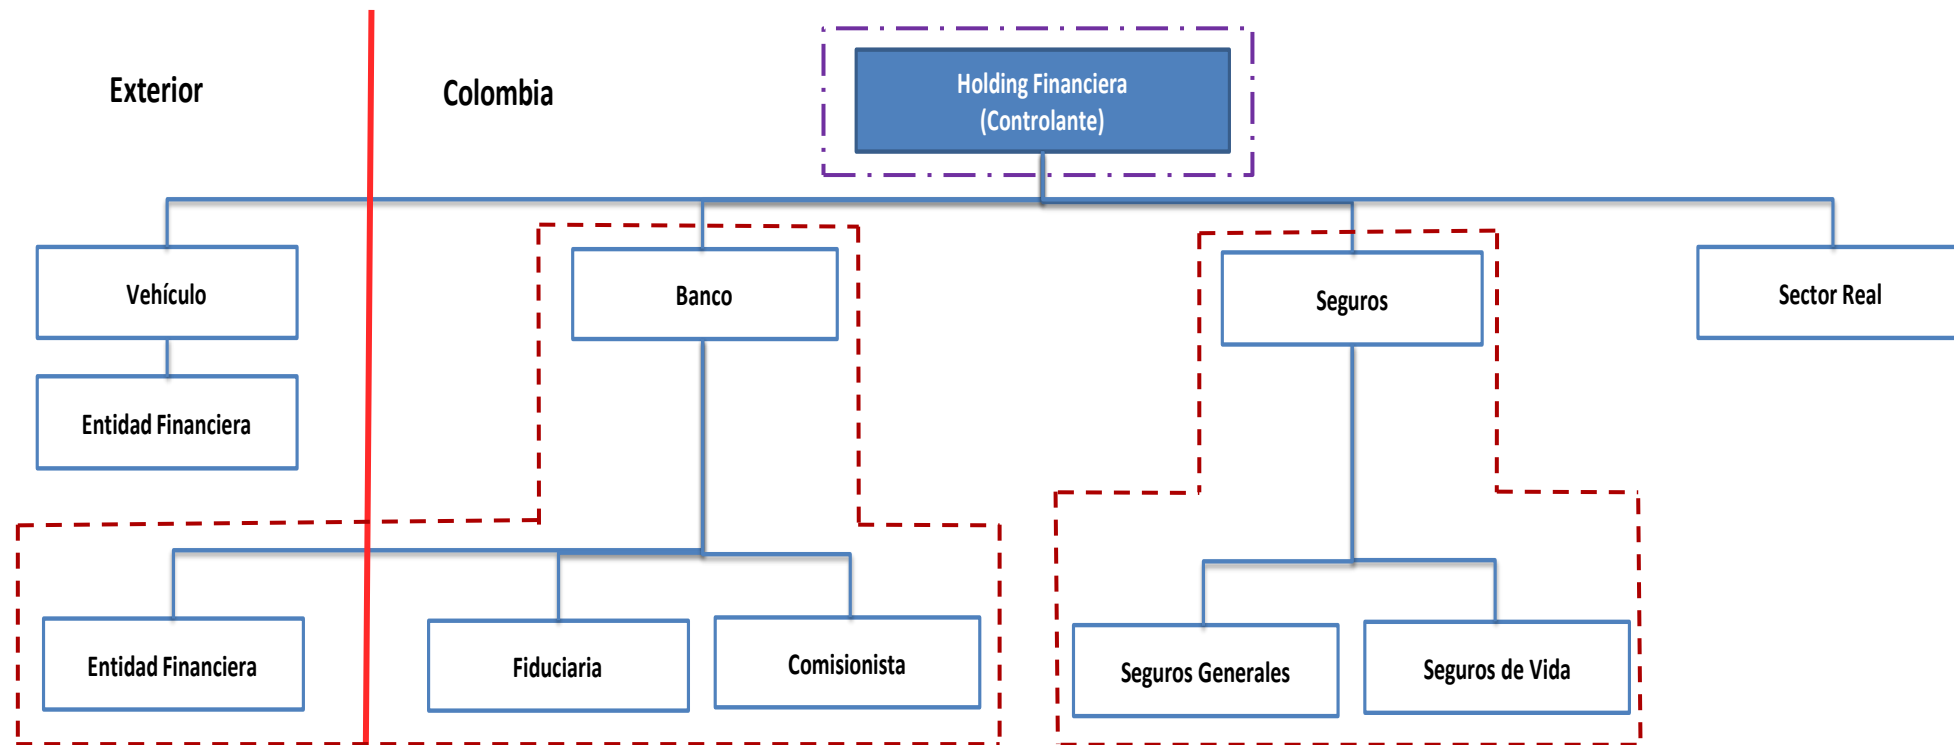 Exterior
Colombia
Holding Financiera
(Controlante)
Vehículo
Banco
Seguros
Sector Real
Entidad Financiera
Entidad Financiera
Fiduciaria
Comisionista
Seguros Generales
Seguros de Vida